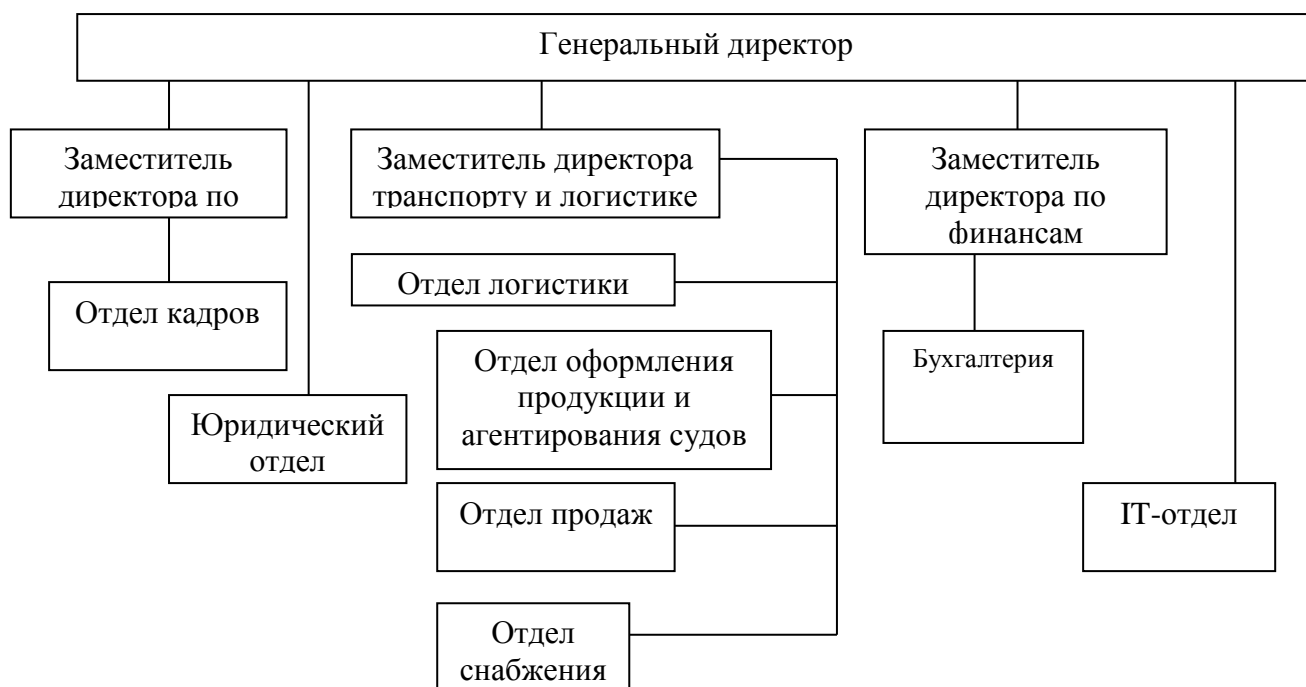 Генеральный директор
Заместитель
директора по
Заместитель директора
транспорту и логистике
Заместитель
директора по
финансам
Отдел логистики
Отдел кадров
Отдел оформления
продукции и
агентирования судов
Бухгалтерия
Юридический
отдел
Отдел продаж
IT-отдел
Отдел
снабжения